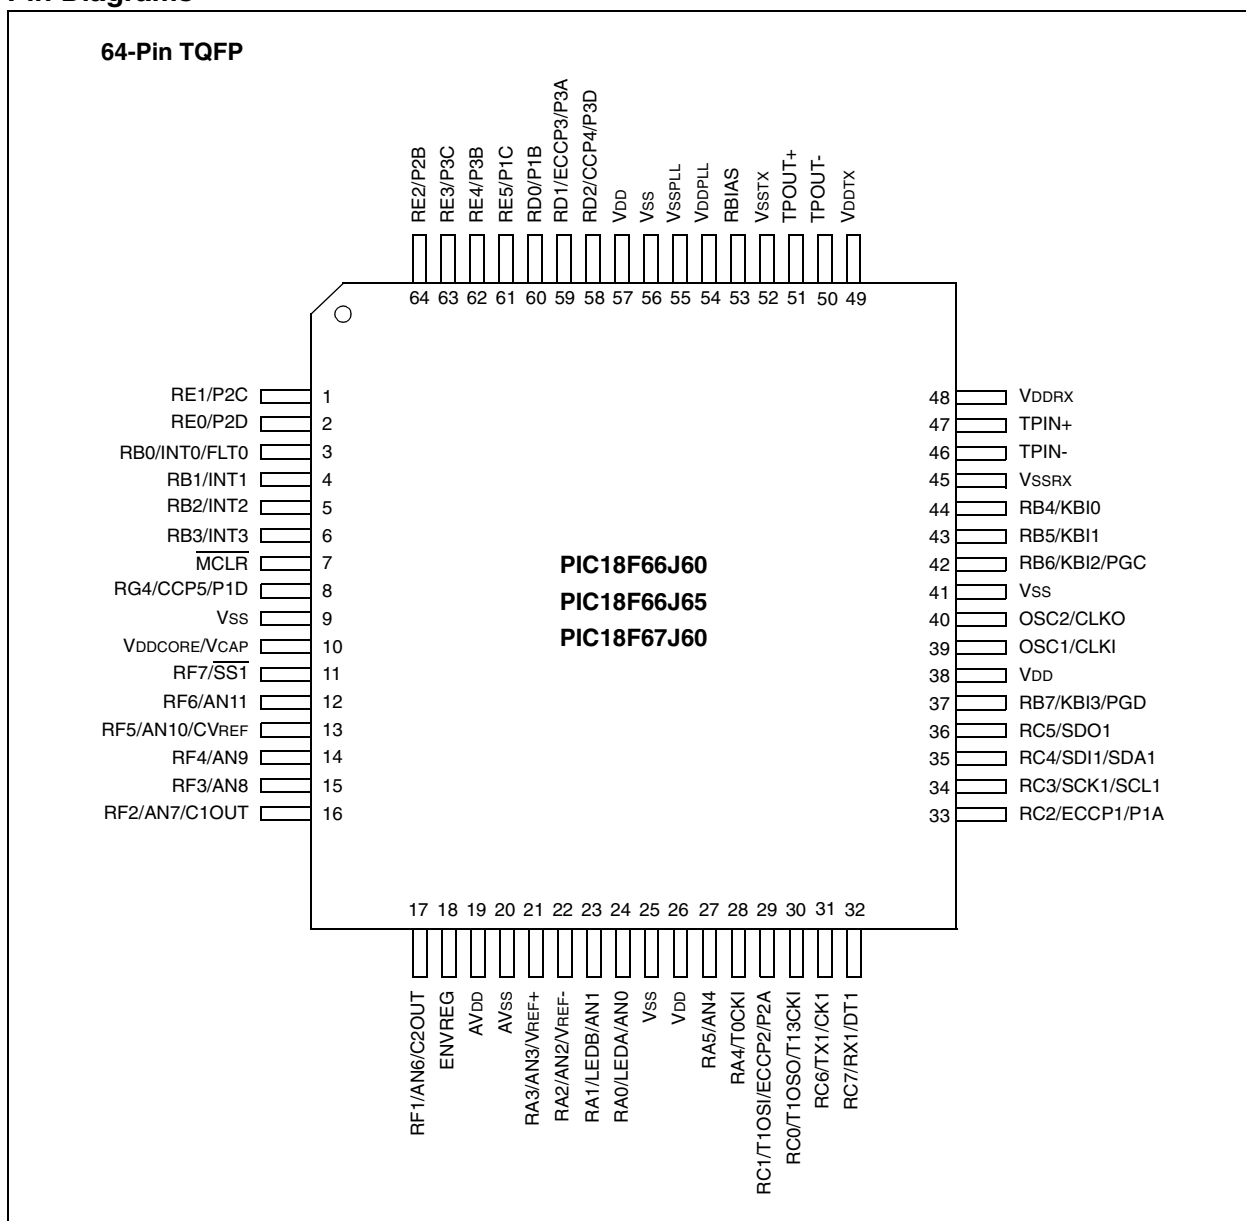 Pin Diagrams
64-Pin TQFP
RE2/P2B
RE3/P3C
RE4/P3B
RE5/P1C
RD0/P1B
RD1/ECCP3/P3A
RD2/CCP4/P3D
VDD
VSS
VSSPLL
VDDPLL
RBIAS
VSSTX
TPOUT+
TPOUT-
VDDTX
64 63 62 61 60 59 58 57 56 55 54 53 52 51 50 49
RE1/P2C 1
RE0/P2D 2
RB0/INT0/FLT0 3
RB1/INT1 4
RB2/INT2 5
RB3/INT3 6
MCLR 7
RG4/CCP5/P1D 8
VSS 9
VDDCORE/VCAP 10
RF7/SS1 11
RF6/AN11 12
RF5/AN10/CVREF 13
RF4/AN9 14
RF3/AN8 15
RF2/AN7/C1OUT 16
PIC18F66J60
PIC18F66J65
PIC18F67J60
48 VDDRX
47 TPIN+
46 TPIN-
45 VSSRX
44 RB4/KBI0
43 RB5/KBI1
42 RB6/KBI2/PGC
41 VSS
40 OSC2/CLKO
39 OSC1/CLKI
38 VDD
37 RB7/KBI3/PGD
36 RC5/SDO1
35 RC4/SDI1/SDA1
34 RC3/SCK1/SCL1
33 RC2/ECCP1/P1A
17 18 19 20 21 22 23 24 25 26 27 28 29 30 31 32
RF1/AN6/C2OUT
ENVREG
AVDD
AVSS
RA3/AN3/VREF+
RA2/AN2/VREF-
RA1/LEDB/AN1
RA0/LEDA/AN0
VSS
VDD
RA5/AN4
RA4/T0CKI
RC1/T1OSI/ECCP2/P2A
RC0/T1OSO/T13CKI
RC6/TX1/CK1
RC7/RX1/DT1